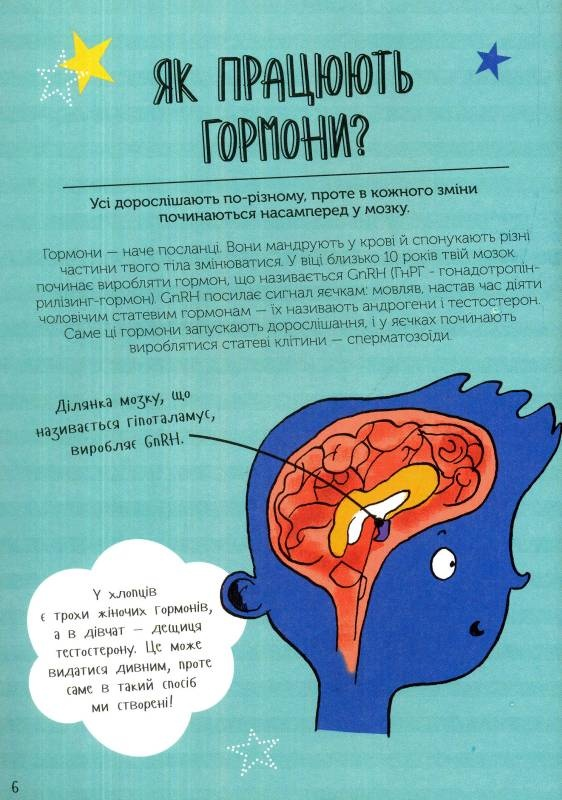 ЯК ПРАЦЮЮТЬ
ГОРМОНИ?
Усі дорослішають по-різному, проте в кожного зміни
починаються насамперед у мозку.
Гормони — наче посланці. Вони мандрують у крові й спонукають різні
частини твого тіла змінюватися. У віці близько 10 років твій мозок
починає виробляти гормон, що називається GnRH (ГнРГ - гонадотропін-
рилізинг-гормон). GnRH посилає сигнал яєчкам: мовляв, настав час діяти
чоловічим статевим гормонам — їх називають андрогени і тестостерон.
Саме ці гормони запускають дорослішання, і у яєчках починають
вироблятися статеві клітини — сперматозоїди.
Ділянка мозку, що
називається гіпоталамус,
виробляє GnRH.
У хлопців
є трохи жіночих гормонів,
а в дівчат — дещиця
тестостерону. Це може
видатися дивним, проте
саме в такий спосіб
ми створені!
6